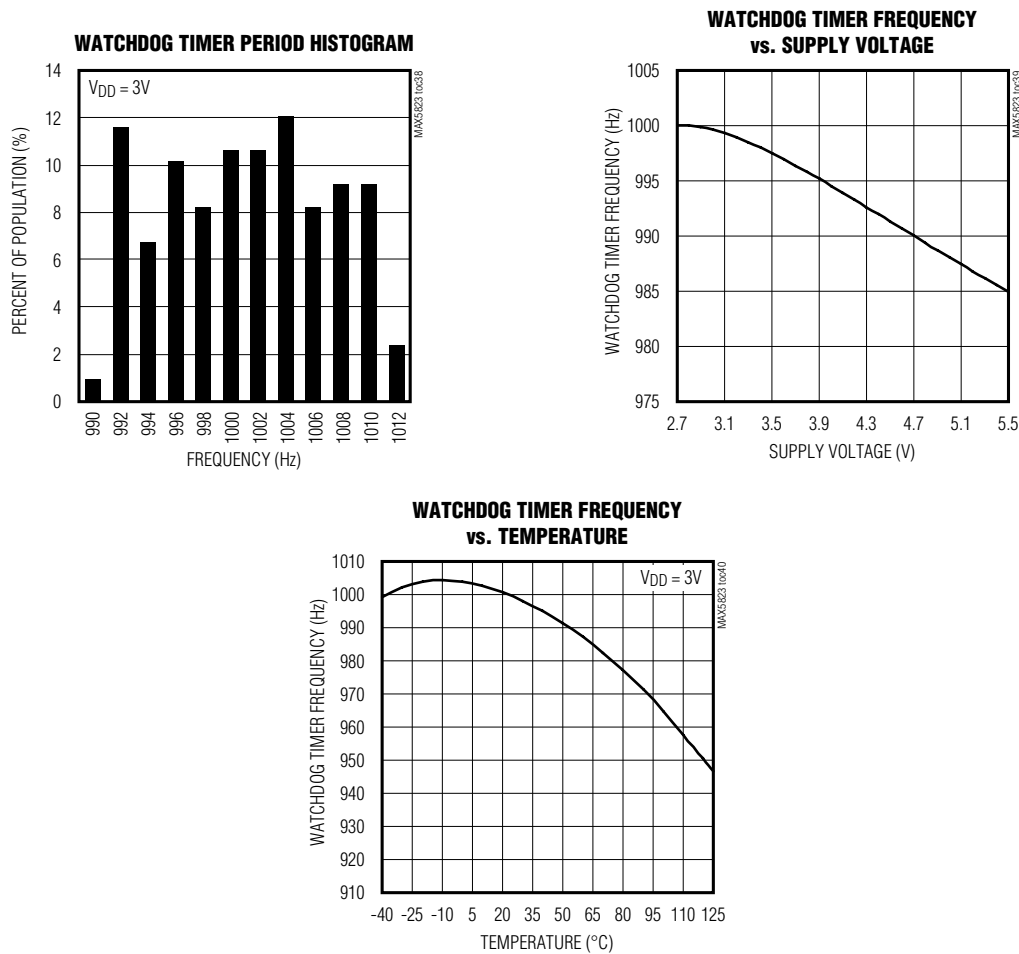 WATCHDOG TIMER PERIOD HISTOGRAM
VDD = 3V
MAX5823 toc38
PERCENT OF POPULATION (%)
14
12
10
8
6
4
2
0
990 992 994 996 998 1000 1002 1004 1006 1008 1010 1012
FREQUENCY (Hz)
WATCHDOG TIMER FREQUENCY
vs. SUPPLY VOLTAGE
MAX5823 toc39
WATCHDOG TIMER FREQUENCY (Hz)
1005
1000
995
990
985
980
975
2.7 3.1 3.5 3.9 4.3 4.7 5.1 5.5
SUPPLY VOLTAGE (V)
WATCHDOG TIMER FREQUENCY
vs. TEMPERATURE
VDD = 3V
MAX5823 toc40
WATCHDOG TIMER FREQUENCY (Hz)
1010
1000
990
980
970
960
950
940
930
920
910
-40 -25 -10 5 20 35 50 65 80 95 110 125
TEMPERATURE (°C)